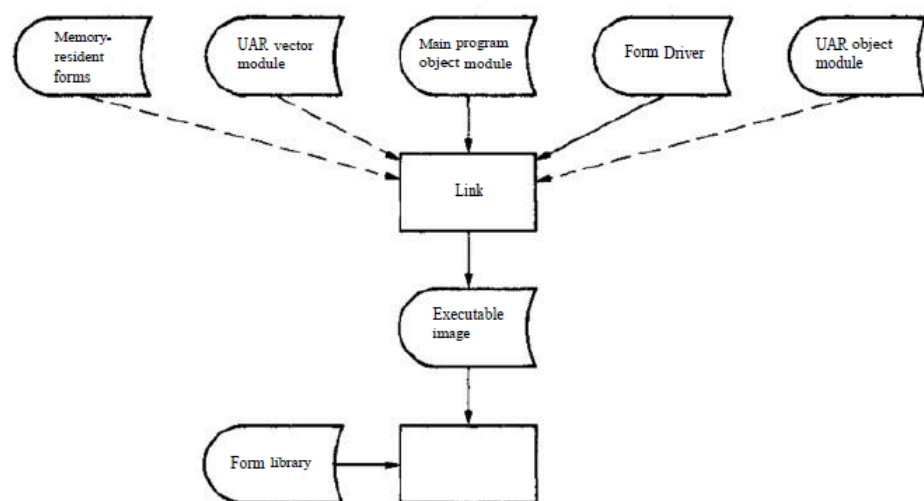 Memory-
resident
forms
UAR vector
module
Main program
object module
Form Driver
UAR object
module
Link
Executable
image
Form library